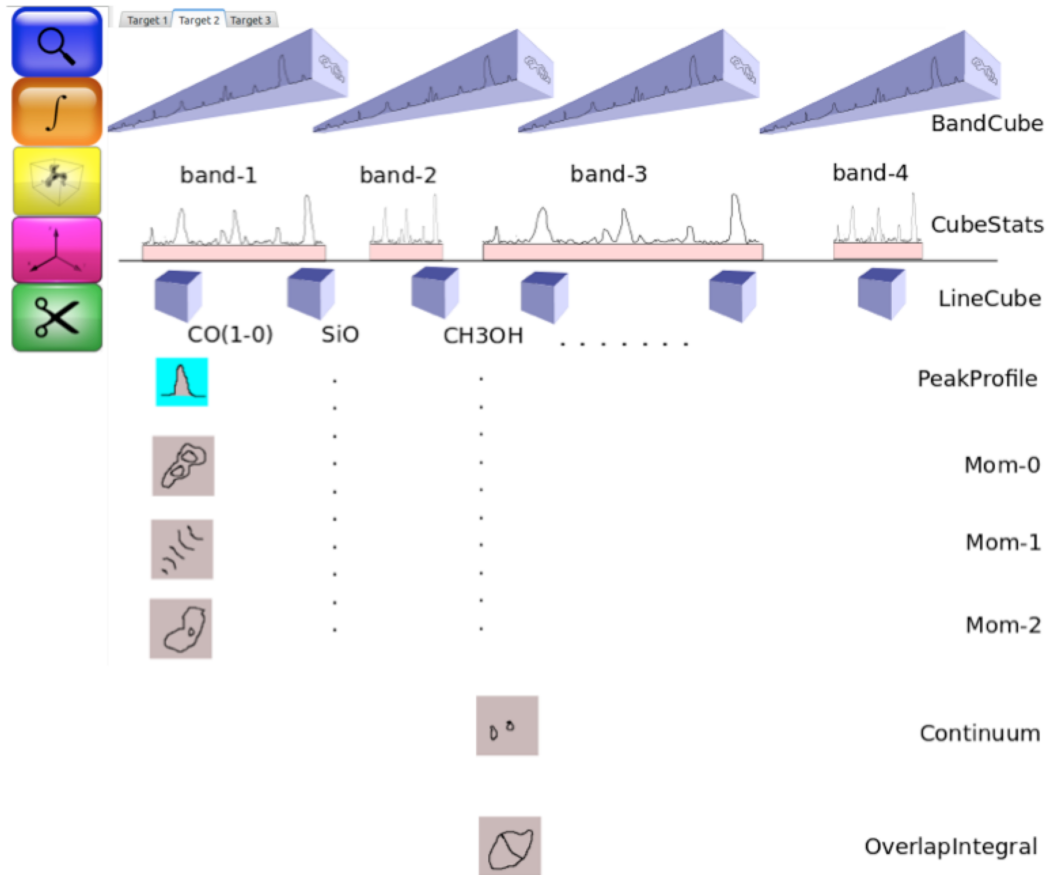 Target 1 Target 2 Target 3
BandCube
band-1 band-2 band-3 band-4
CubeStats
LineCube
CO(1-0) SiO CH3OH . . . . . . .
PeakProfile
Mom-0
Mom-1
Mom-2
Continuum
OverlapIntegral